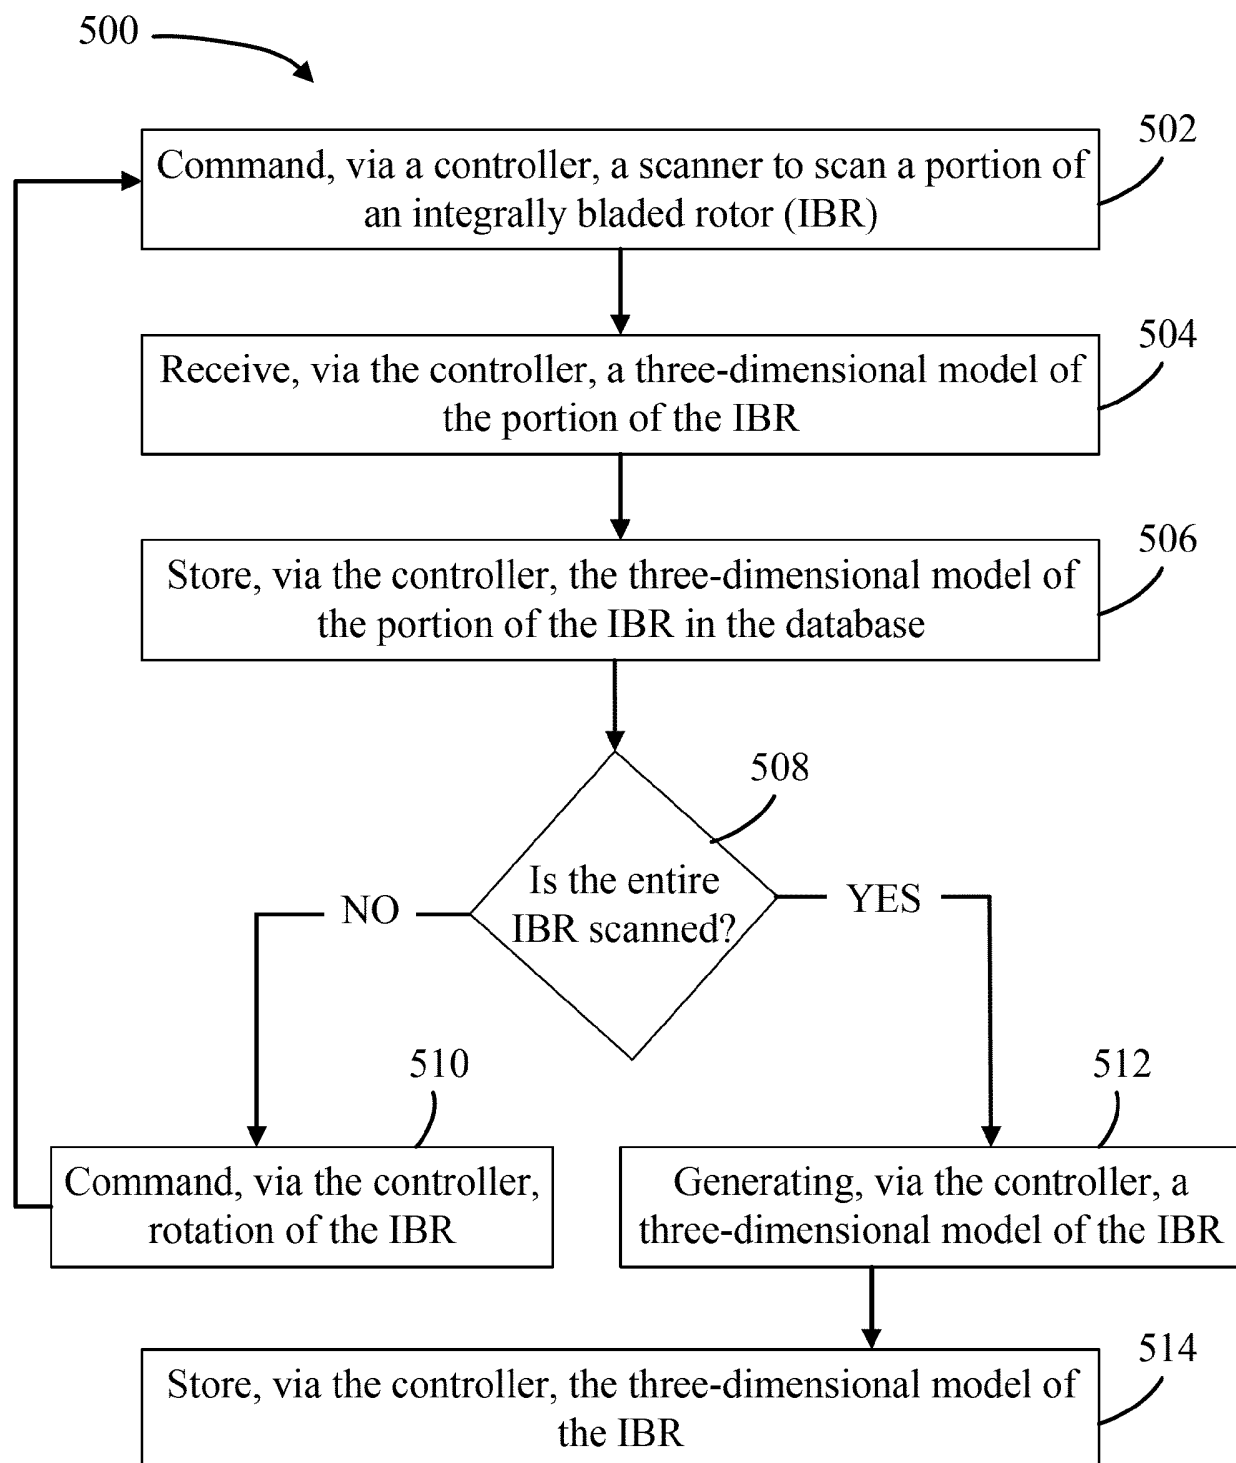 500
502
Command, via a controller, a scanner to scan a portion of
an integrally bladed rotor (IBR)
504
Receive, via the controller, a three-dimensional model of
the portion of the IBR
506
Store, via the controller, the three-dimensional model of
the portion of the IBR in the database
508
Is the entire
IBR scanned?
NO
YES
510
Command, via the controller,
rotation of the IBR
512
Generating, via the controller, a
three-dimensional model of the IBR
514
Store, via the controller, the three-dimensional model of
the IBR